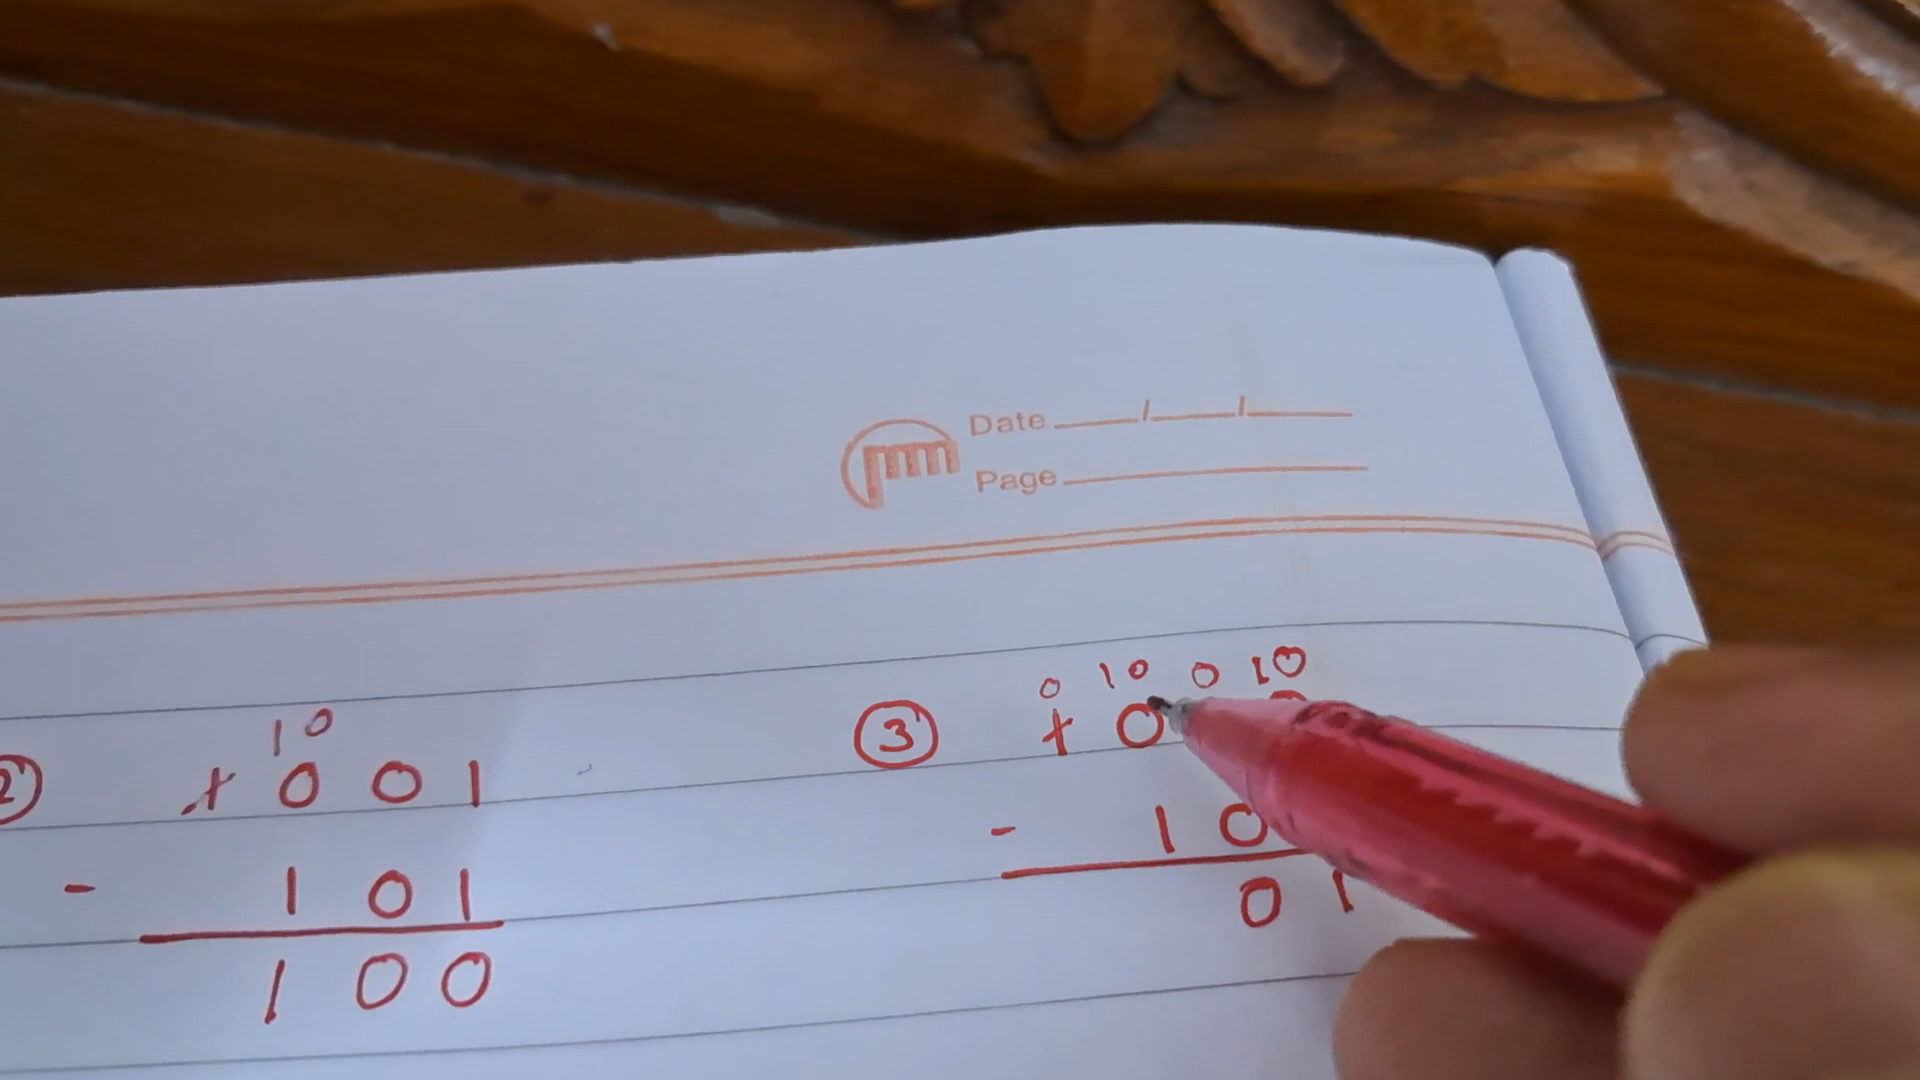 Date
Page
0 10 0 10
③ 1 0
10
② 1 0 0 1
- 1 0
- 1 0 1
0 1
1 0 0